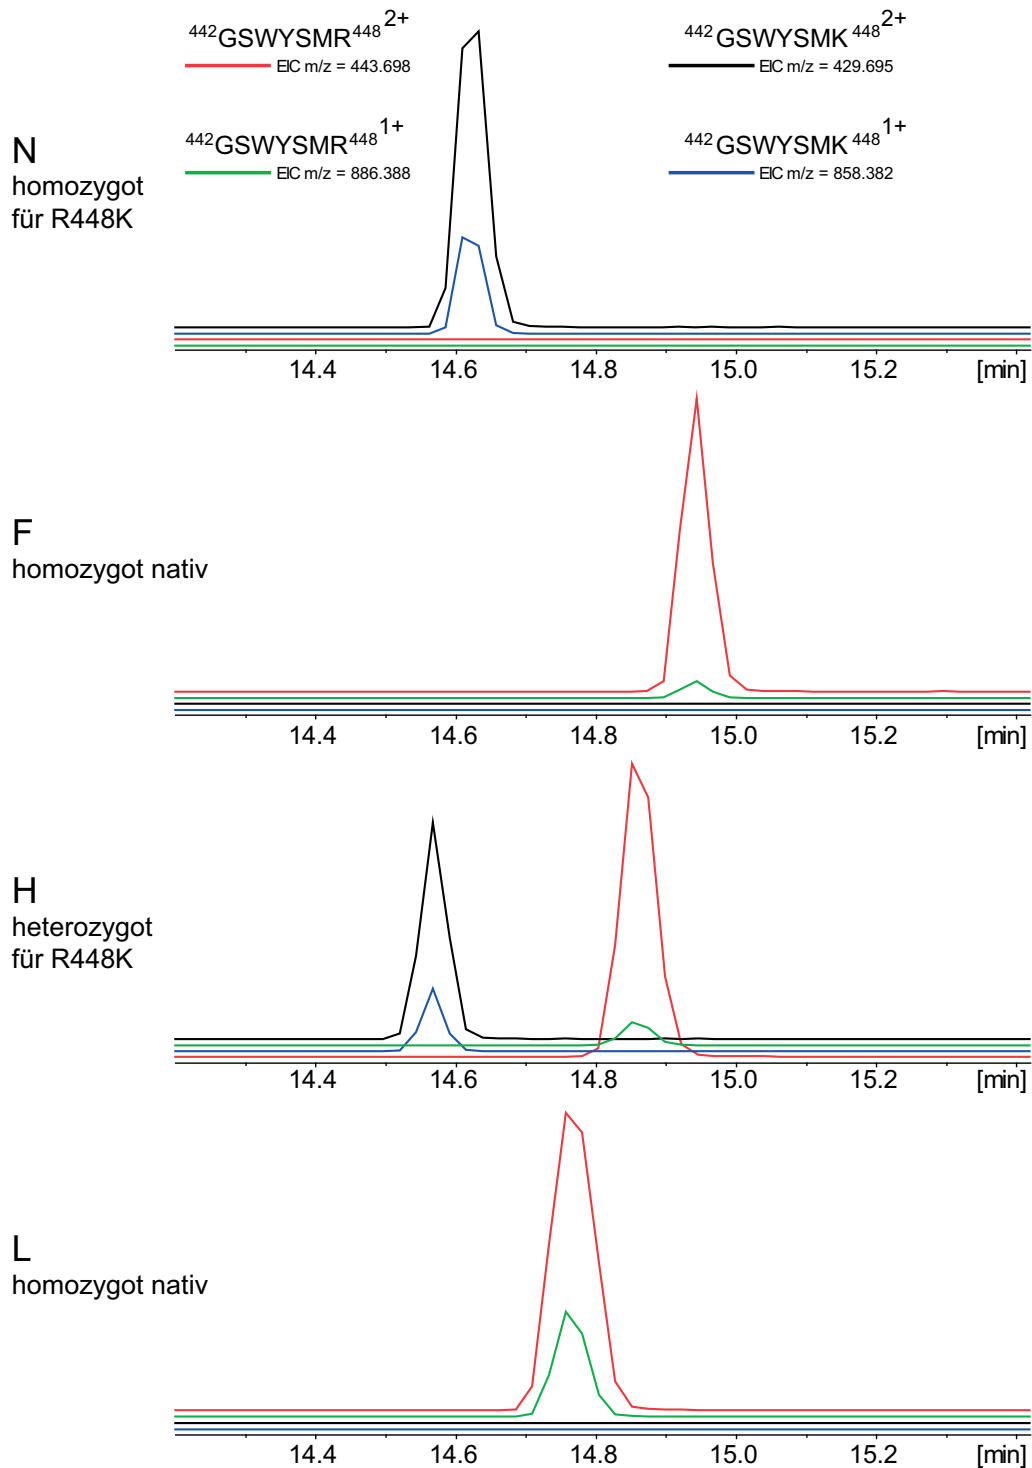 442GSWYSMR448 2+
EIC m/z = 443.698
442GSWYSMK448 2+
EIC m/z = 429.695
442GSWYSMR448 1+
EIC m/z = 886.388
442GSWYSMK448 1+
EIC m/z = 858.382
N
homozygot
für R448K
14.4 14.6 14.8 15.0 15.2 [min]
F
homozygot nativ
14.4 14.6 14.8 15.0 15.2 [min]
H
heterozygot
für R448K
14.4 14.6 14.8 15.0 15.2 [min]
L
homozygot nativ
14.4 14.6 14.8 15.0 15.2 [min]